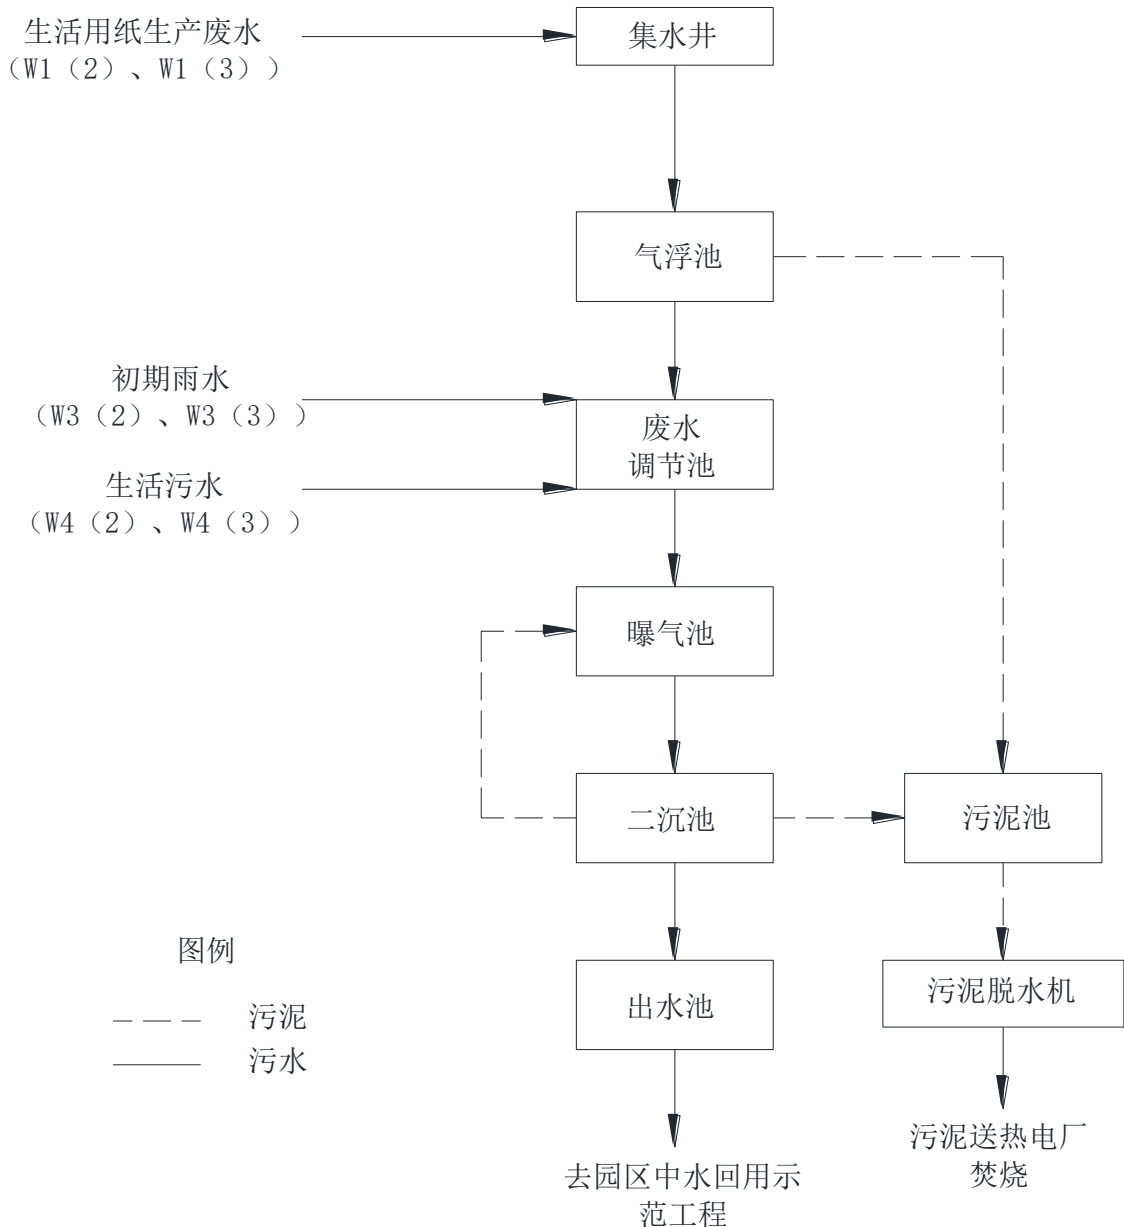 生活用纸生产废水
（W1（2）、W1（3））
集水井
气浮池
初期雨水
（W3（2）、W3（3））
废水
调节池
生活污水
（W4（2）、W4（3））
曝气池
二沉池
污泥池
图例
污泥
污水
出水池
污泥脱水机
去园区中水回用示
范工程
污泥送热电厂
焚烧